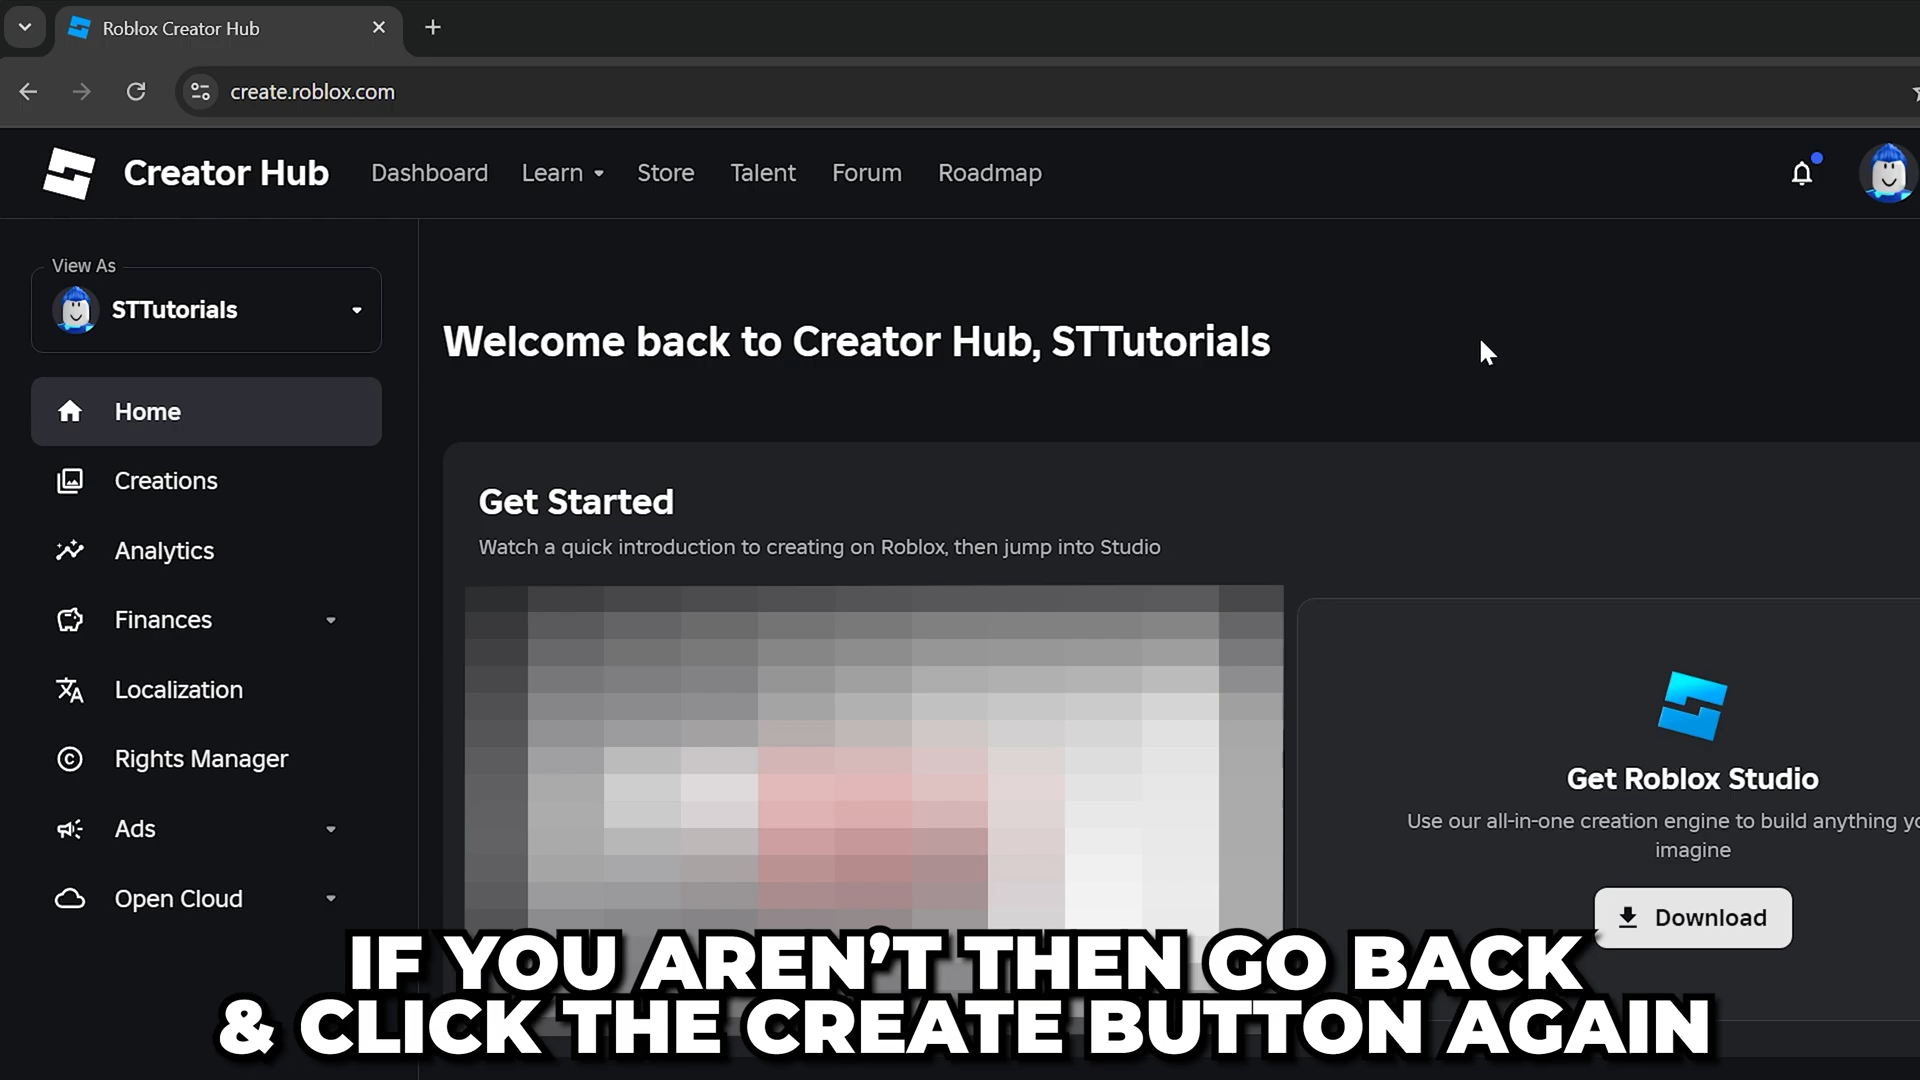 Roblox Creator Hub
create.roblox.com
Creator Hub
Dashboard
Learn
Store
Talent
Forum
Roadmap
View As
STTutorials
Home
Creations
Analytics
Finances
Localization
Rights Manager
Ads
Open Cloud
Welcome back to Creator Hub, STTutorials
Get Started
Watch a quick introduction to creating on Roblox, then jump into Studio
Get Roblox Studio
Use our all-in-one creation engine to build anything
imagine
Download
IF YOU AREN’T THEN GO BACK
& CLICK THE CREATE BUTTON AGAIN